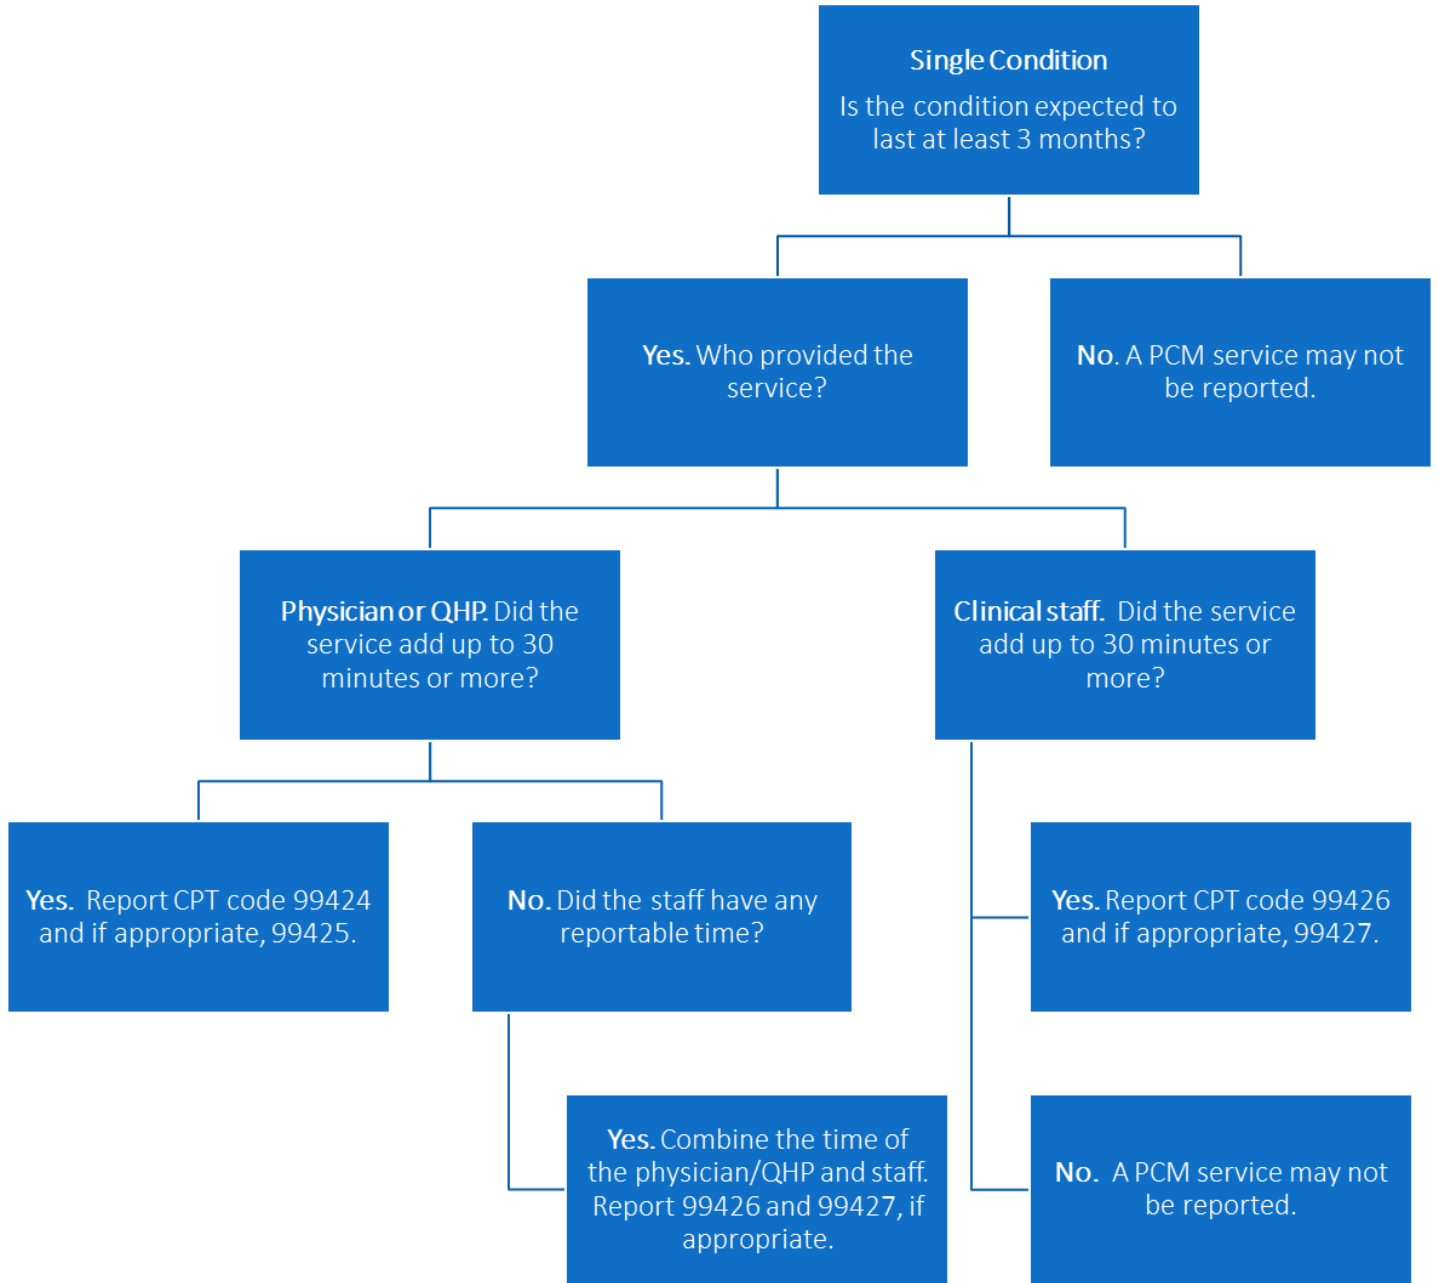 Single Condition
Is the condition expected to
last at least 3 months?
Yes. Who provided the
service?
No. A PCM service may not
be reported.
Physician or QHP. Did the
service add up to 30
minutes or more?
Clinical staff. Did the service
add up to 30 minutes or
more?
Yes. Report CPT code 99424
and if appropriate, 99425.
No. Did the staff have any
reportable time?
Yes. Report CPT code 99426
and if appropriate, 99427.
Yes. Combine the time of
the physician/QHP and staff.
Report 99426 and 99427, if
appropriate.
No. A PCM service may not
be reported.